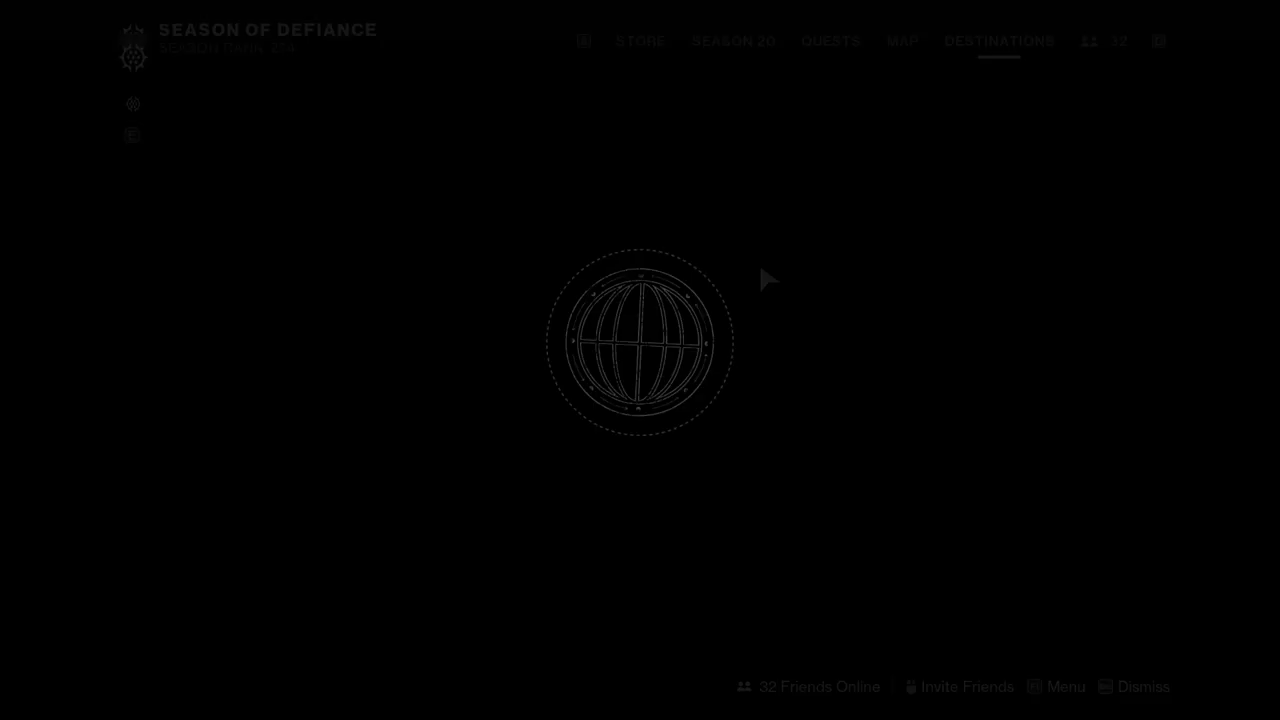 SEASON OF DEFIANCE
STORE SEASON 20 QUESTS MAP DESTINATIONS 32
32 Friends Online Invite Friends Menu Dismiss